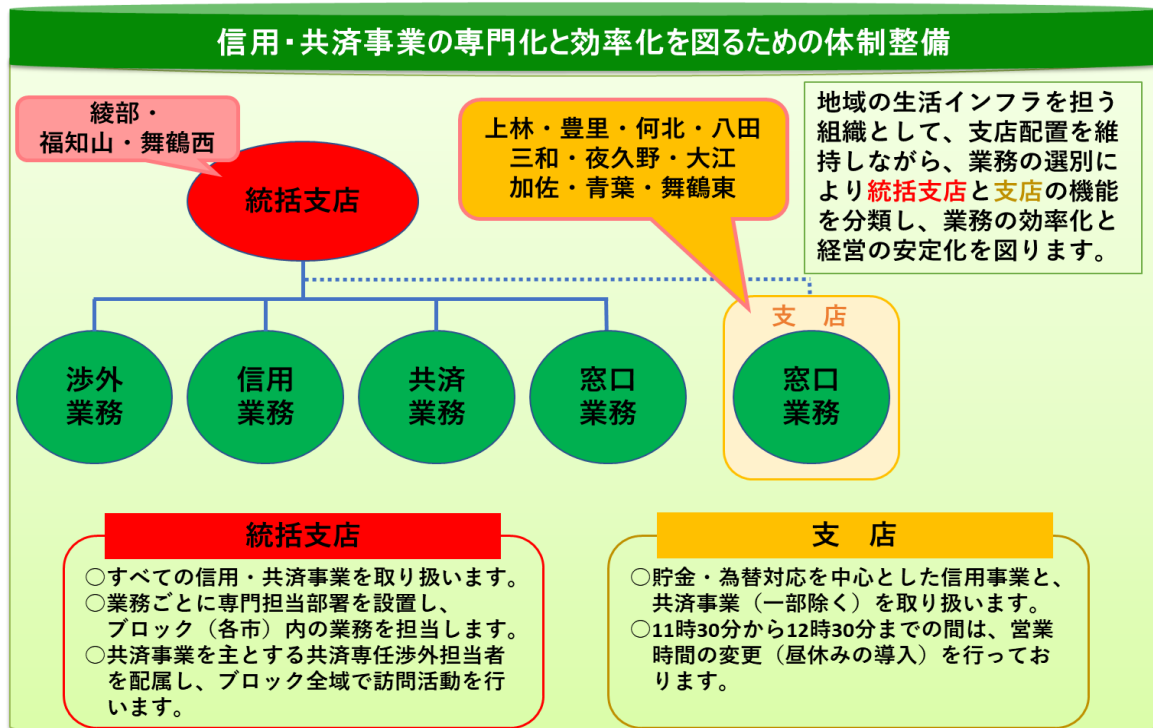 信用・共済事業の専門化と効率化を図るための体制整備
綾部・
福知山・舞鶴西
統括支店
上林・豊里・何北・八田
三和・夜久野・大江
加佐・青葉・舞鶴東
地域の生活インフラを担う
組織として、支店配置を維
持しながら、業務の選別に
より統括支店と支店の機能
を分類し、業務の効率化と
経営の安定化を図ります。
渉外
業務
信用
業務
共済
業務
窓口
業務
支　店
窓口
業務
統括支店
○すべての信用・共済事業を取り扱います。
○業務ごとに専門担当部署を設置し、
ブロック（各市）内の業務を担当します。
○共済事業を主とする共済専任渉外担当者
を配属し、ブロック全域で訪問活動を行
います。
支　店
○貯金・為替対応を中心とした信用事業と、
共済事業（一部除く）を取り扱います。
○11時30分から12時30分までの間は、営業
時間の変更（昼休みの導入）を行ってお
ります。